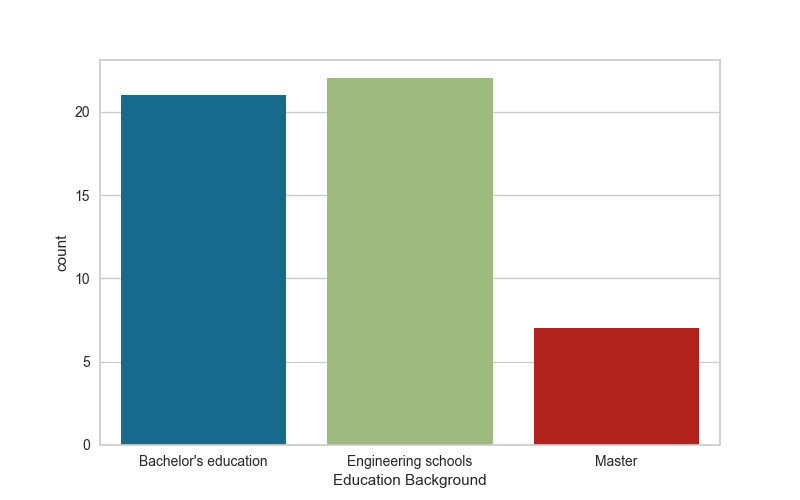 20
15
10
5
0
count
Bachelor's education
Engineering schools
Master
Education Background